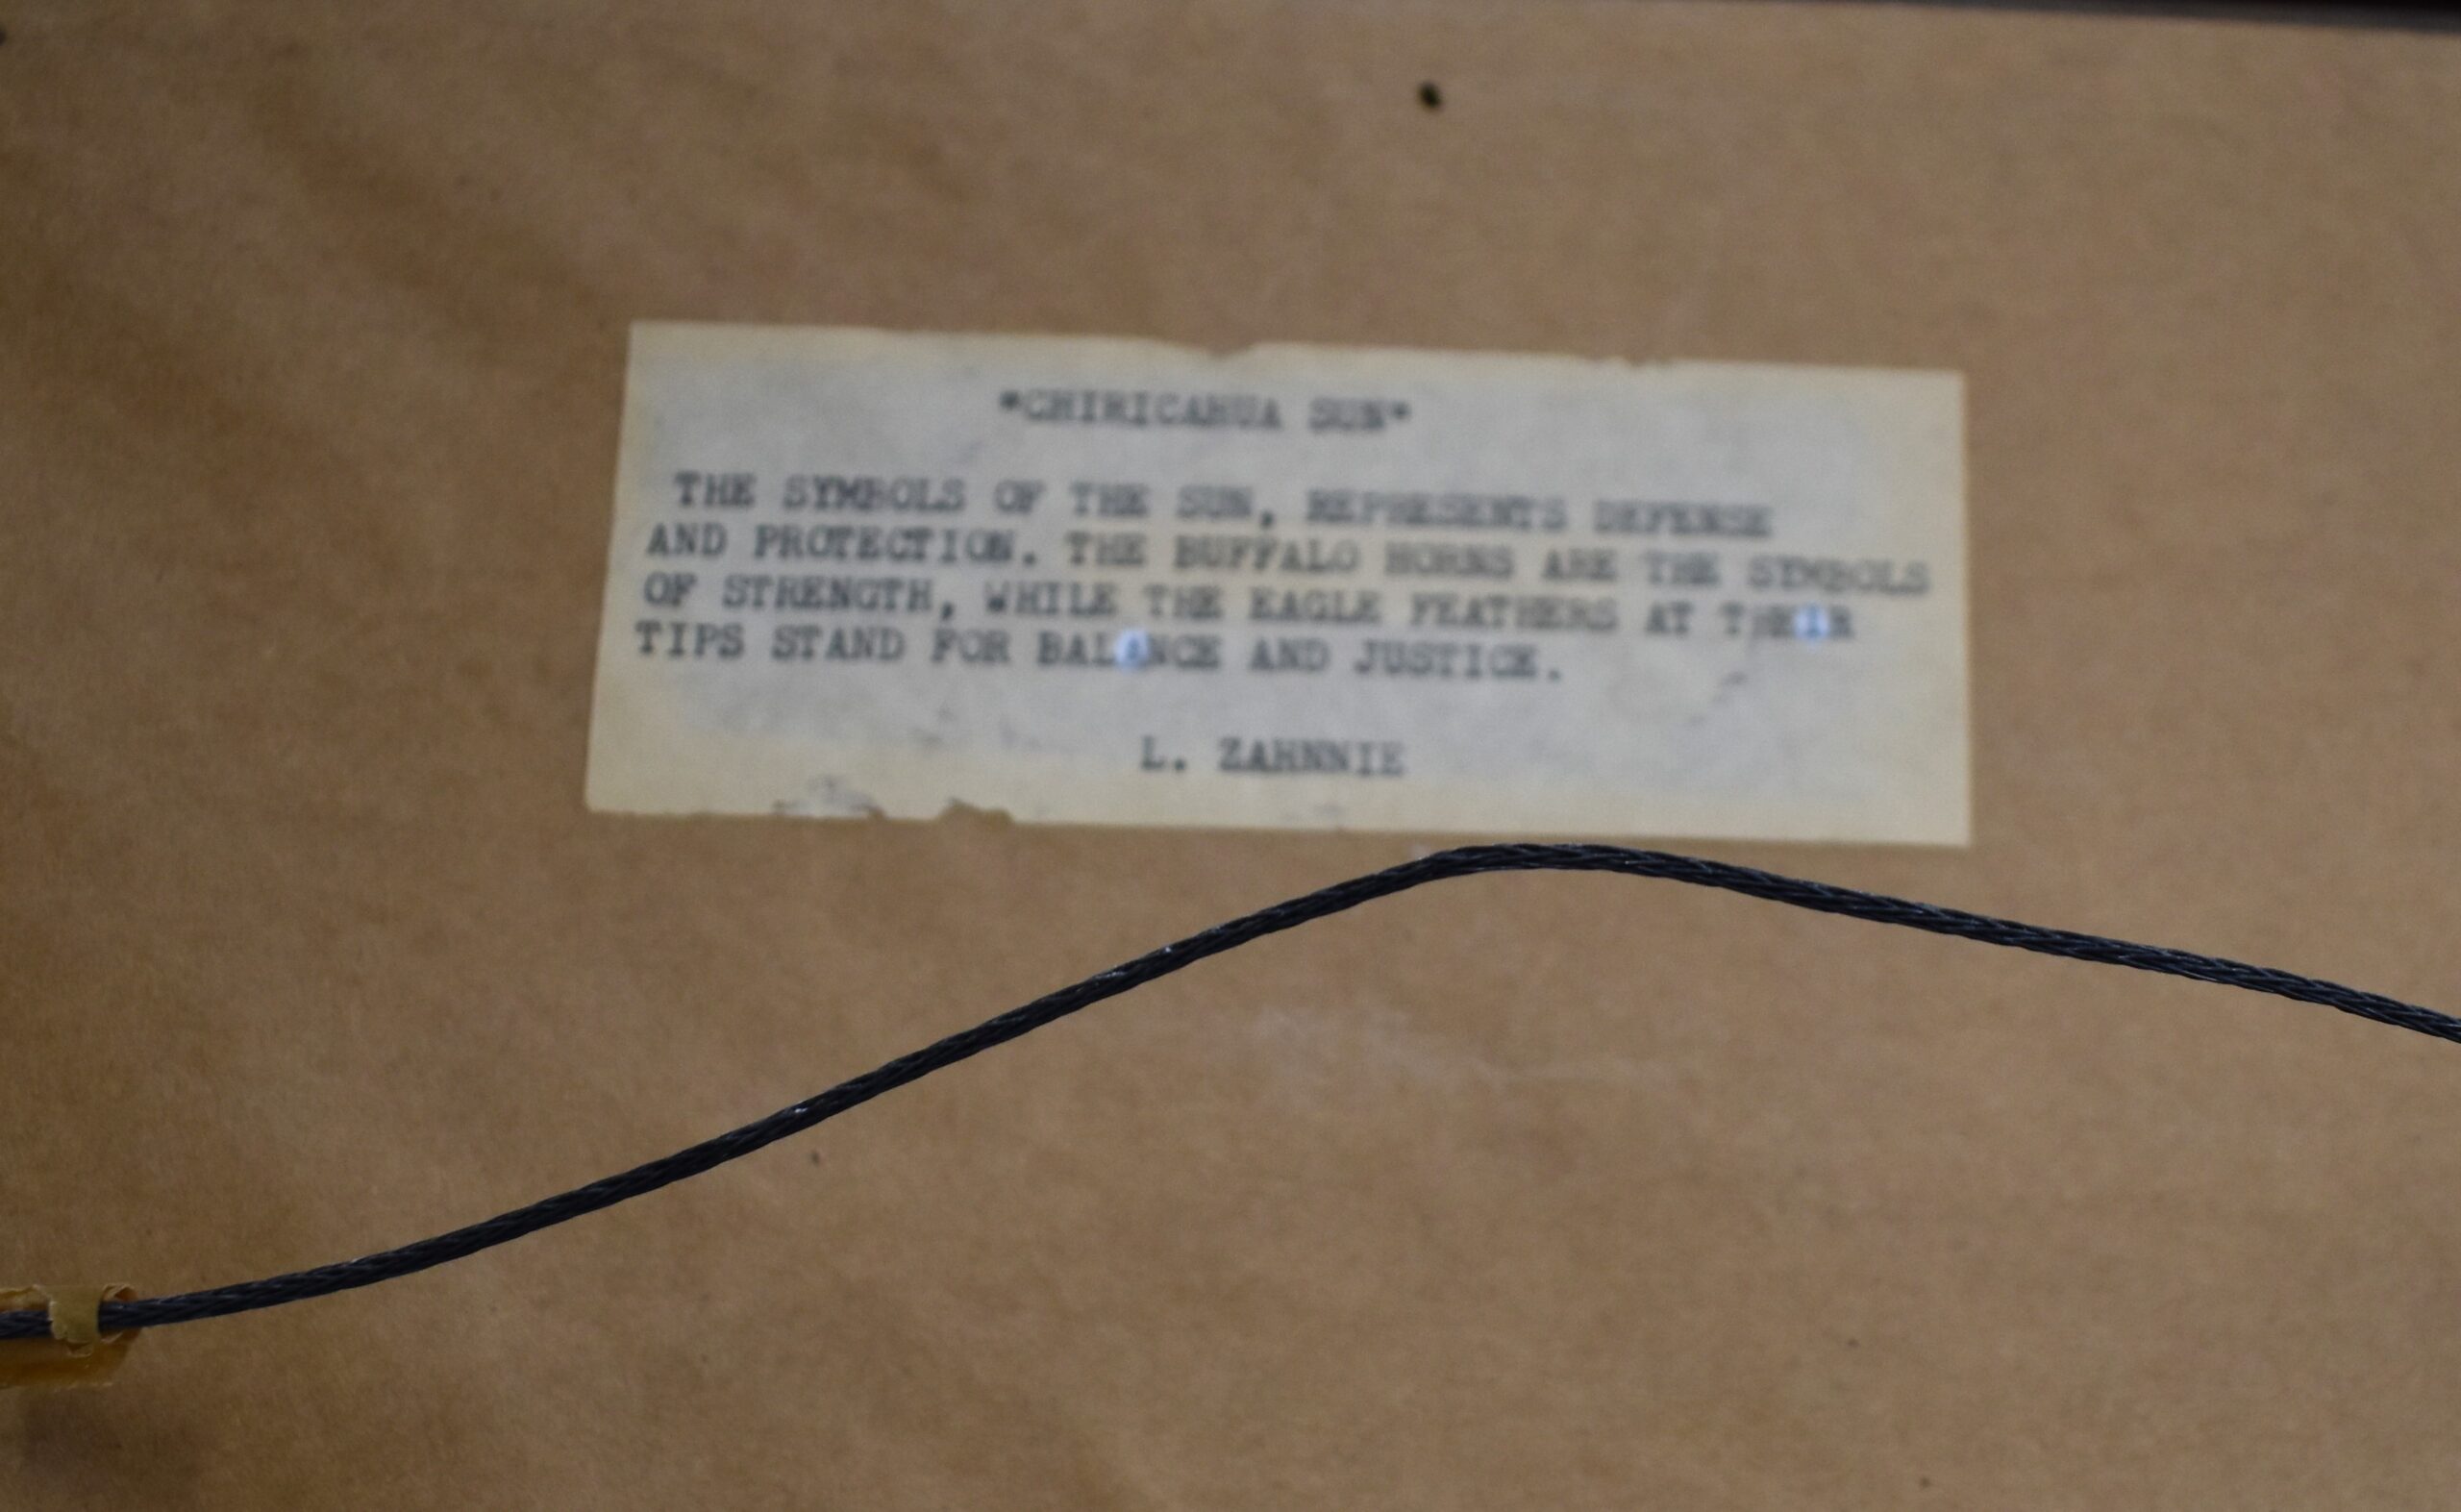 "CHIRICAHUA SUN"
THE SYMBOLS OF THE SUN, REPRESENTS DEFENSE
AND PROTECTION. THE BUFFALO HORNS ARE THE SYMBOLS
OF STRENGTH, WHILE THE EAGLE FEATHERS AT THEIR
TIPS STAND FOR BALANCE AND JUSTICE.
L. ZAHNNIE